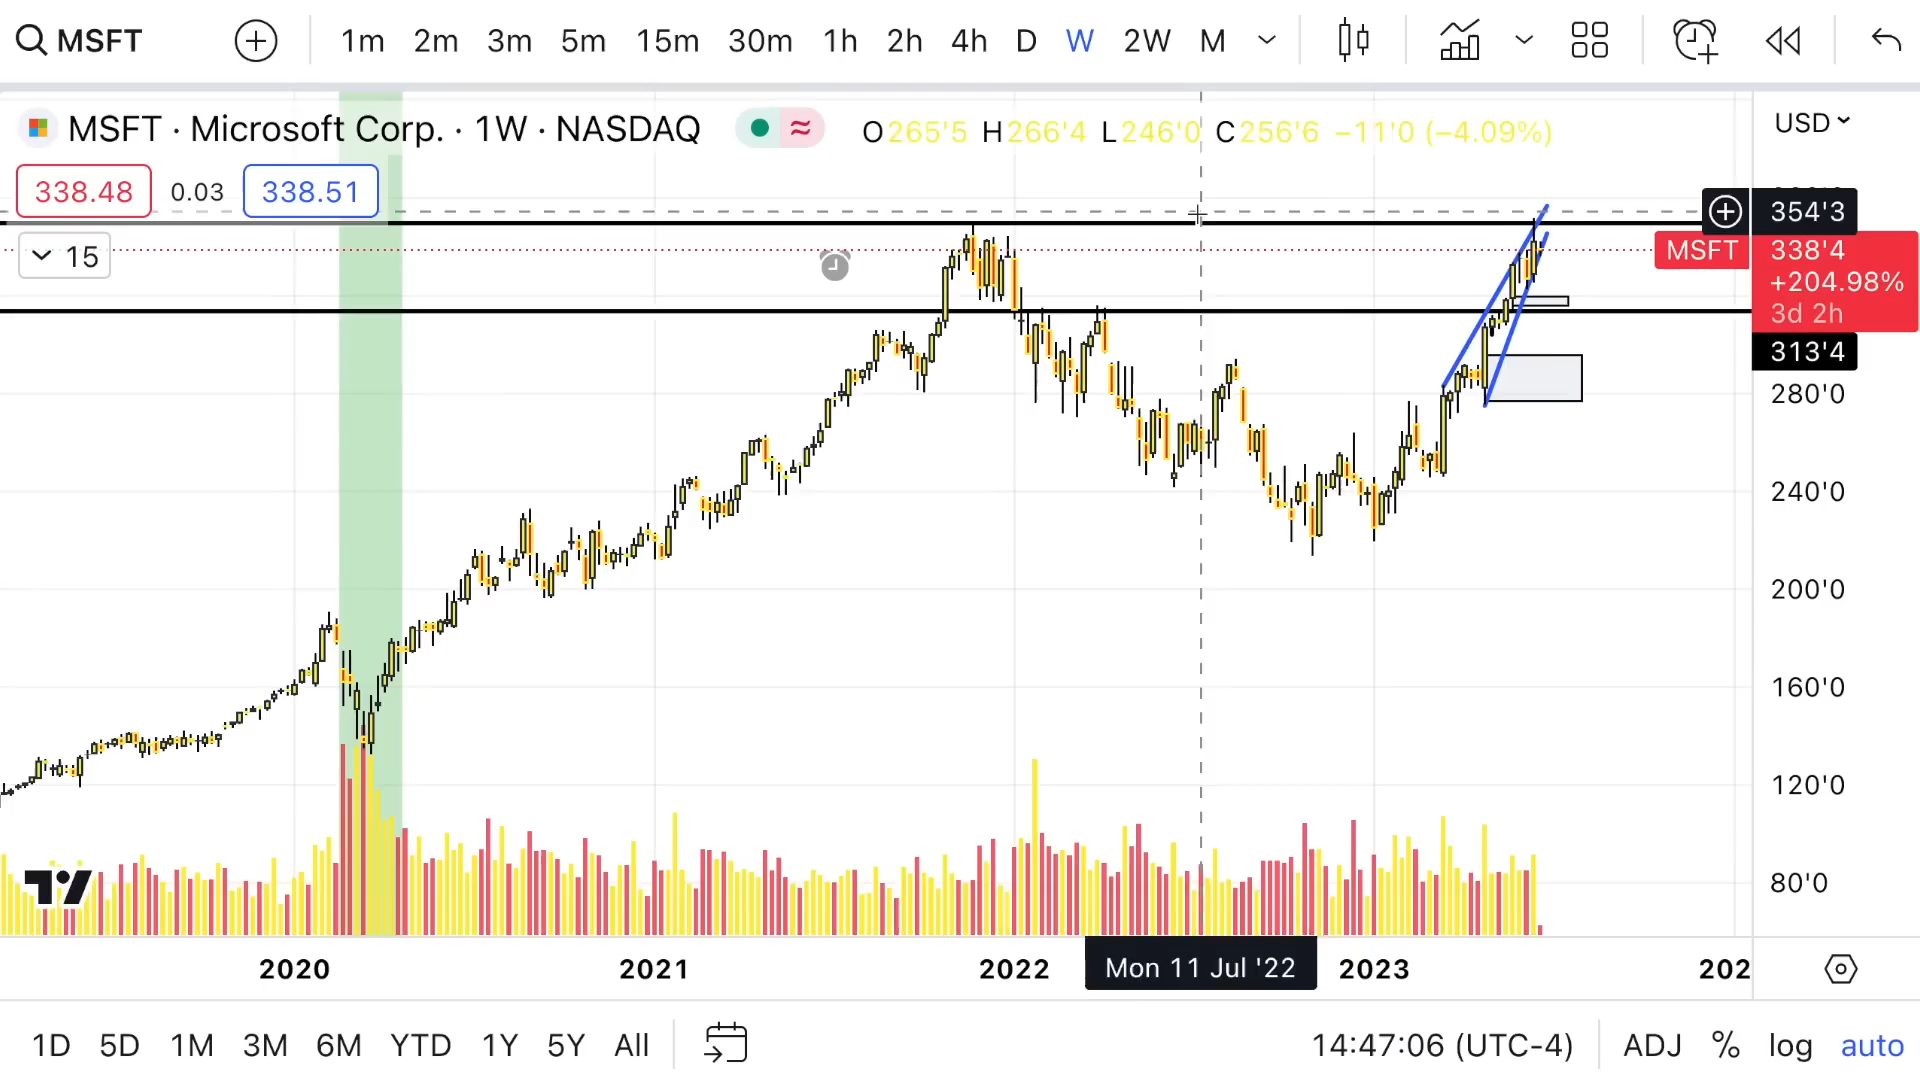 MSFT 1m 2m 3m 5m 15m 30m 1h 2h 4h D W 2W M
MSFT · Microsoft Corp. · 1W · NASDAQ O265'5 H266'4 L246'0 C256'6 −11'0 (−4.09%) USD
338.48 0.03 338.51
354'3
15
MSFT 338'4
+204.98%
3d 2h
313'4
280'0
240'0
200'0
160'0
120'0
80'0
2020 2021 2022 Mon 11 Jul '22 2023 202
1D 5D 1M 3M 6M YTD 1Y 5Y All 14:47:06 (UTC-4) ADJ % log auto